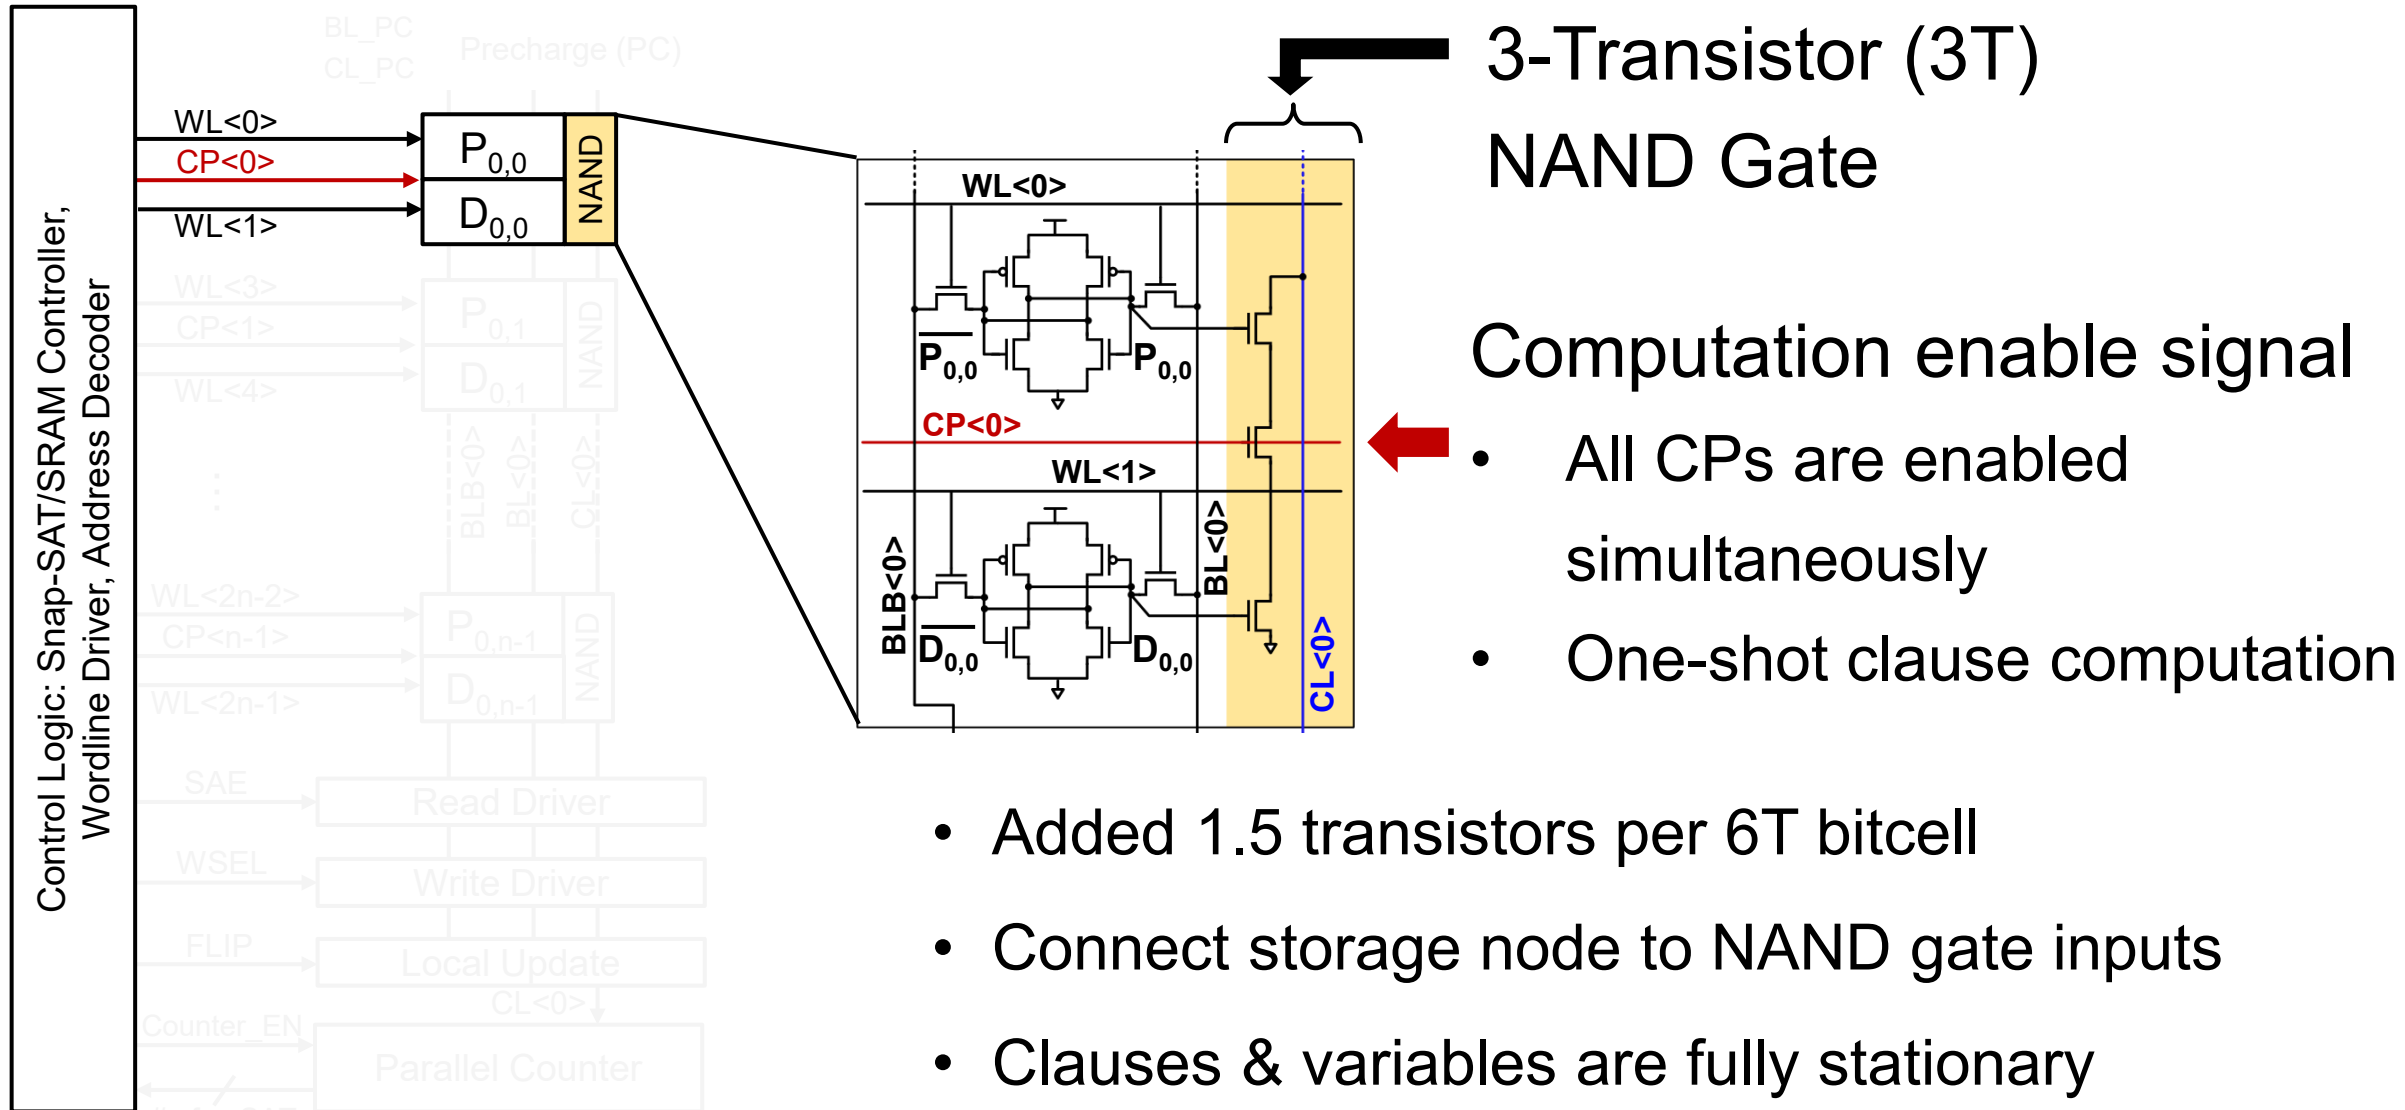 Control Logic: Snap-SAT/SRAM Controller,
Wordline Driver, Address Decoder
BL_PC
CL_PC
Precharge (PC)
WL<0>
CP<0>
WL<1>
P0,0
D0,0
NAND
WL<3>
CP<1>
WL<4>
P0,1
D0,1
NAND
BLB<0>
BL<0>
CL<0>
...
WL<2n-2>
CP<n-1>
WL<2n-1>
P0,n-1
D0,n-1
NAND
SAE
Read Driver
WSEL
Write Driver
FLIP
Local Update
CL<0>
Counter_EN
Parallel Counter
WL<0>
P0,0
P0,0
CP<0>
WL<1>
BLB<0>
BL<0>
D0,0
D0,0
CL<0>
3-Transistor (3T)
NAND Gate
Computation enable signal
• All CPs are enabled
simultaneously
• One-shot clause computation
• Added 1.5 transistors per 6T bitcell
• Connect storage node to NAND gate inputs
• Clauses & variables are fully stationary